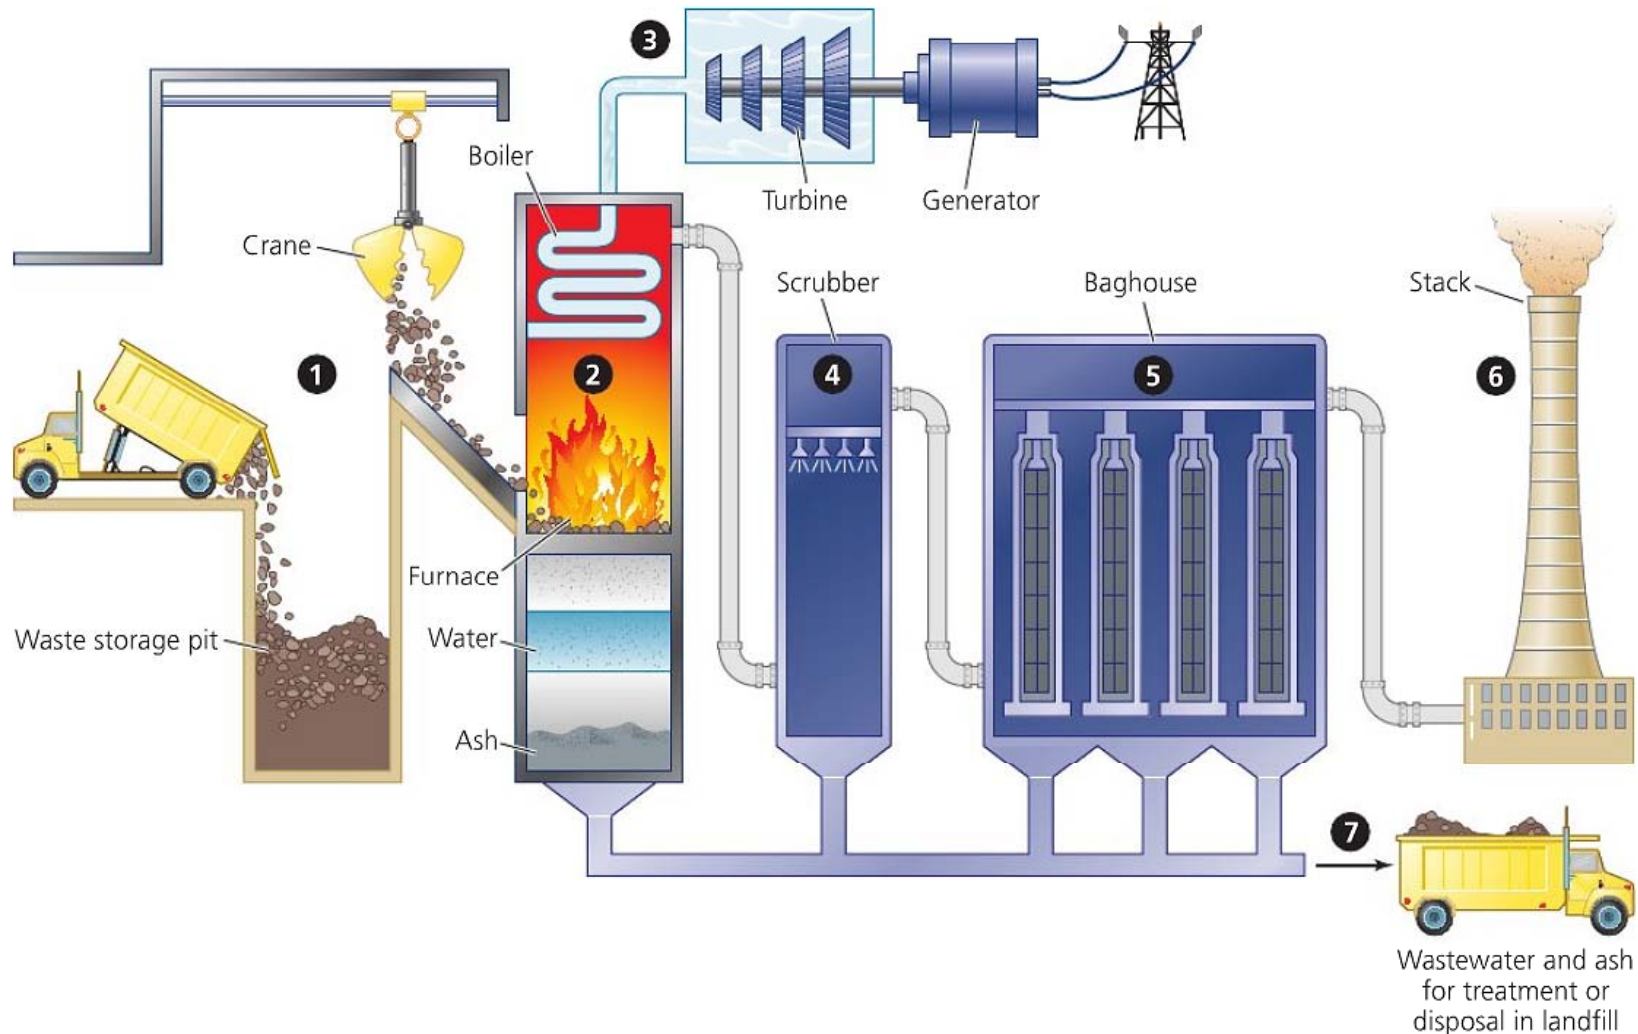 3
Boiler
Turbine
Generator
Crane
Scrubber
Baghouse
Stack
1
2
4
5
6
Furnace
Water
Waste storage pit
Ash
7
Wastewater and ash
for treatment or
disposal in landfill